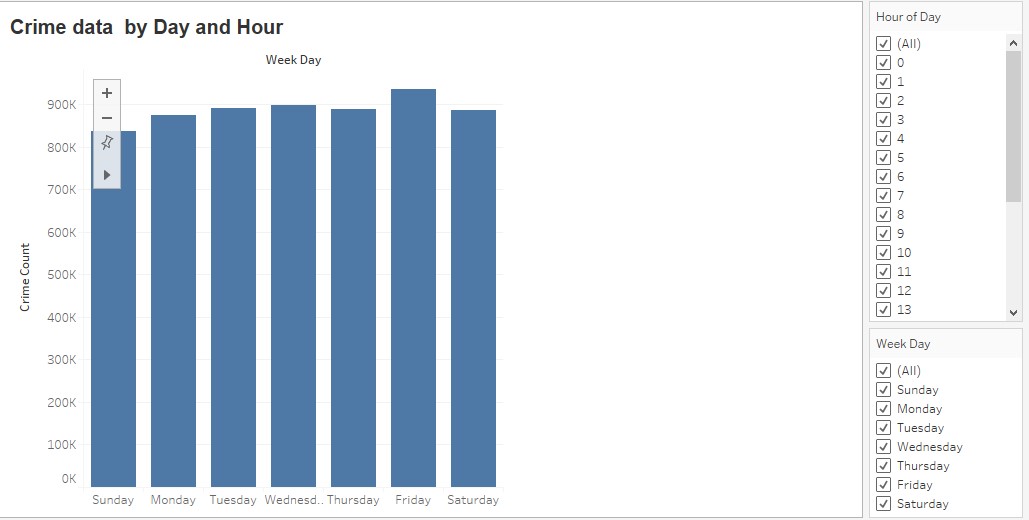 Crime data  by Day and Hour
Week Day
Crime Count
900K
800K
700K
600K
500K
400K
300K
200K
100K
0K
Sunday Monday Tuesday Wednesd.. Thursday Friday Saturday
Hour of Day
(All)
0
1
2
3
4
5
6
7
8
9
10
11
12
13
Week Day
(All)
Sunday
Monday
Tuesday
Wednesday
Thursday
Friday
Saturday